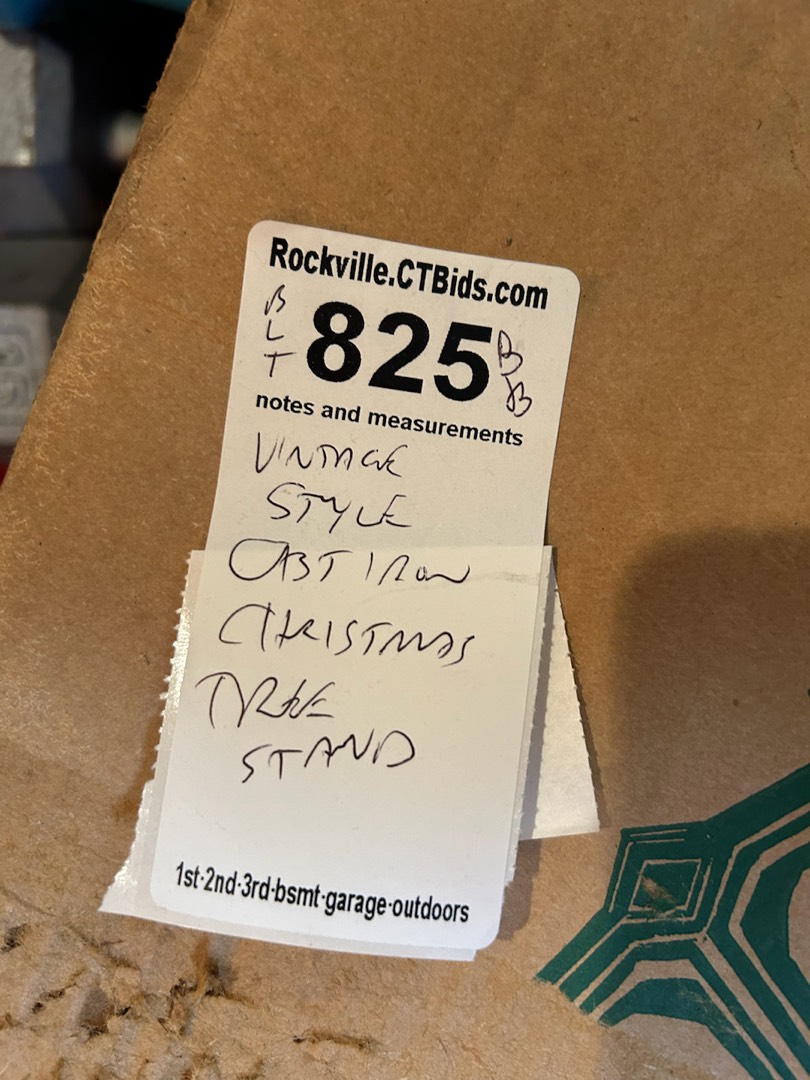 Rockville.CTBids.com
B
L
T
825
B
B
notes and measurements
VINTAGE
STYLE
CAST IRON
CHRISTMAS
TREE
STAND
1st·2nd·3rd·bsmt·garage·outdoors